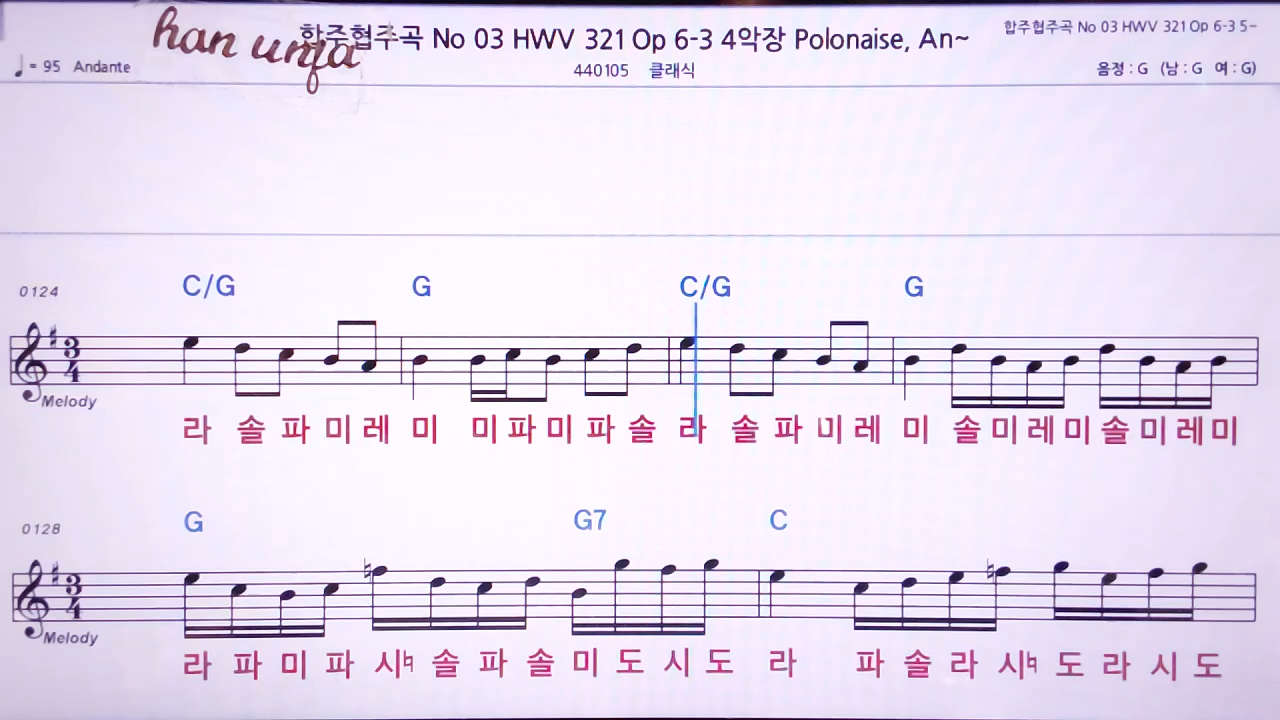 han unfa
합주협주곡 No 03 HWV 321 Op 6-3 4악장 Polonaise, An~
합주협주곡 No 03 HWV 321 Op 6-3 5~
♩ = 95 Andante
440105 클래식
음정 : G (남 : G 여 : G)
C/G G C/G G
0124
3 4
Melody
라 솔 파 미 레 미 미 파 미 파 솔 라 솔 파 미 레 미 솔 미 레 미 솔 미 레 미
G G7 C
0128
3 4
Melody
라 파 미 파 시♮ 솔 파 솔 미 도 시 도 라 파 솔 라 시♮ 도 라 시 도